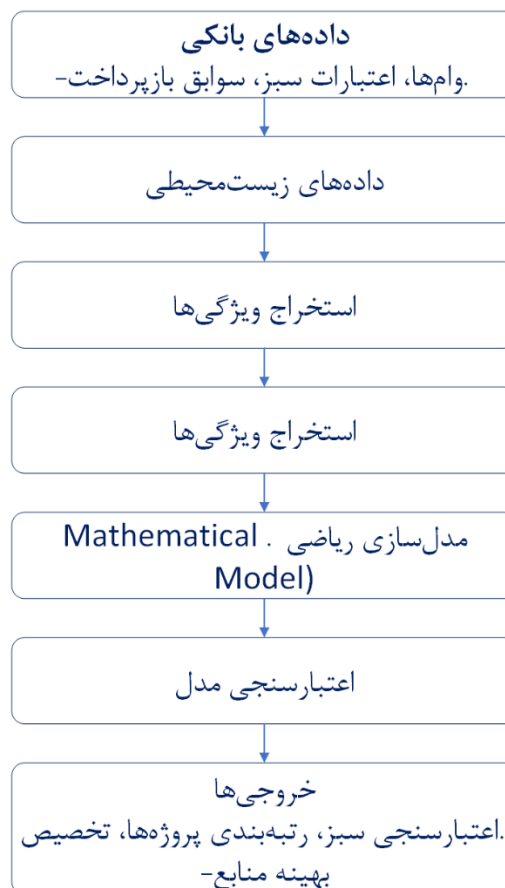 داده‌های بانکی
.وام‌ها، اعتبارات سبز، سوابق بازپرداخت-
داده‌های زیست‌محیطی
استخراج ویژگی‌ها
استخراج ویژگی‌ها
مدل‌سازی ریاضی . Mathematical
Model)
اعتبارسنجی مدل
خروجی‌ها
.اعتبارسنجی سبز، رتبه‌بندی پروژه‌ها، تخصیص
بهینه منابع-